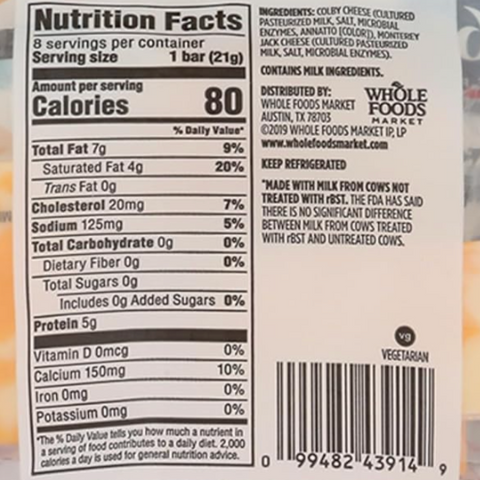 Nutrition Facts
8 servings per container
Serving size 1 bar (21g)
Amount per serving
Calories 80
% Daily Value*
Total Fat 7g 9%
Saturated Fat 4g 20%
Trans Fat 0g
Cholesterol 20mg 7%
Sodium 125mg 5%
Total Carbohydrate 0g 0%
Dietary Fiber 0g 0%
Total Sugars 0g
Includes 0g Added Sugars 0%
Protein 5g
Vitamin D 0mcg 0%
Calcium 150mg 10%
Iron 0mg 0%
Potassium 0mg 0%
*The % Daily Value tells you how much a nutrient in
a serving of food contributes to a daily diet. 2,000
calories a day is used for general nutrition advice.
INGREDIENTS: COLBY CHEESE (CULTURED
PASTEURIZED MILK, SALT, MICROBIAL
ENZYMES, ANNATTO [COLOR]), MONTEREY
JACK CHEESE (CULTURED PASTEURIZED
MILK, SALT, MICROBIAL ENZYMES).
CONTAINS MILK INGREDIENTS.
DISTRIBUTED BY:
WHOLE FOODS MARKET
AUSTIN, TX 78703
©2019 WHOLE FOODS MARKET IP, LP
www.wholefoodsmarket.com
WHOLE
FOODS
MARKET
KEEP REFRIGERATED
*MADE WITH MILK FROM COWS NOT
TREATED WITH rBST. THE FDA HAS SAID
THERE IS NO SIGNIFICANT DIFFERENCE
BETWEEN MILK FROM COWS TREATED
WITH rBST AND UNTREATED COWS.
vg
VEGETARIAN
0 99482 43914 9